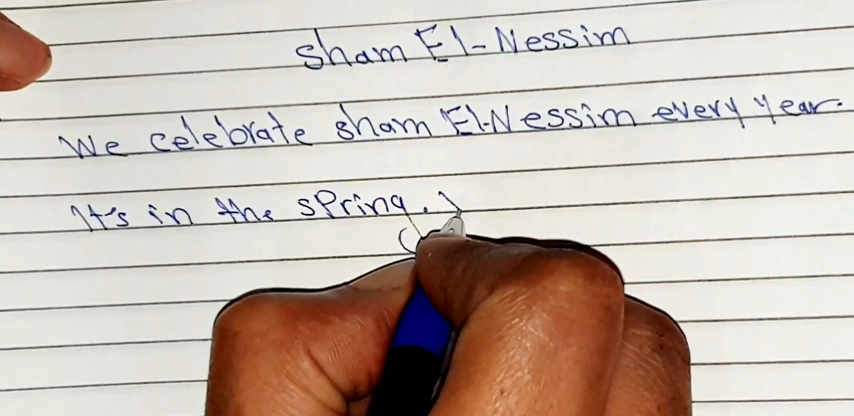 Sham El-Nessim
We celebrate sham El-Nessim every year.
It's in the spring.